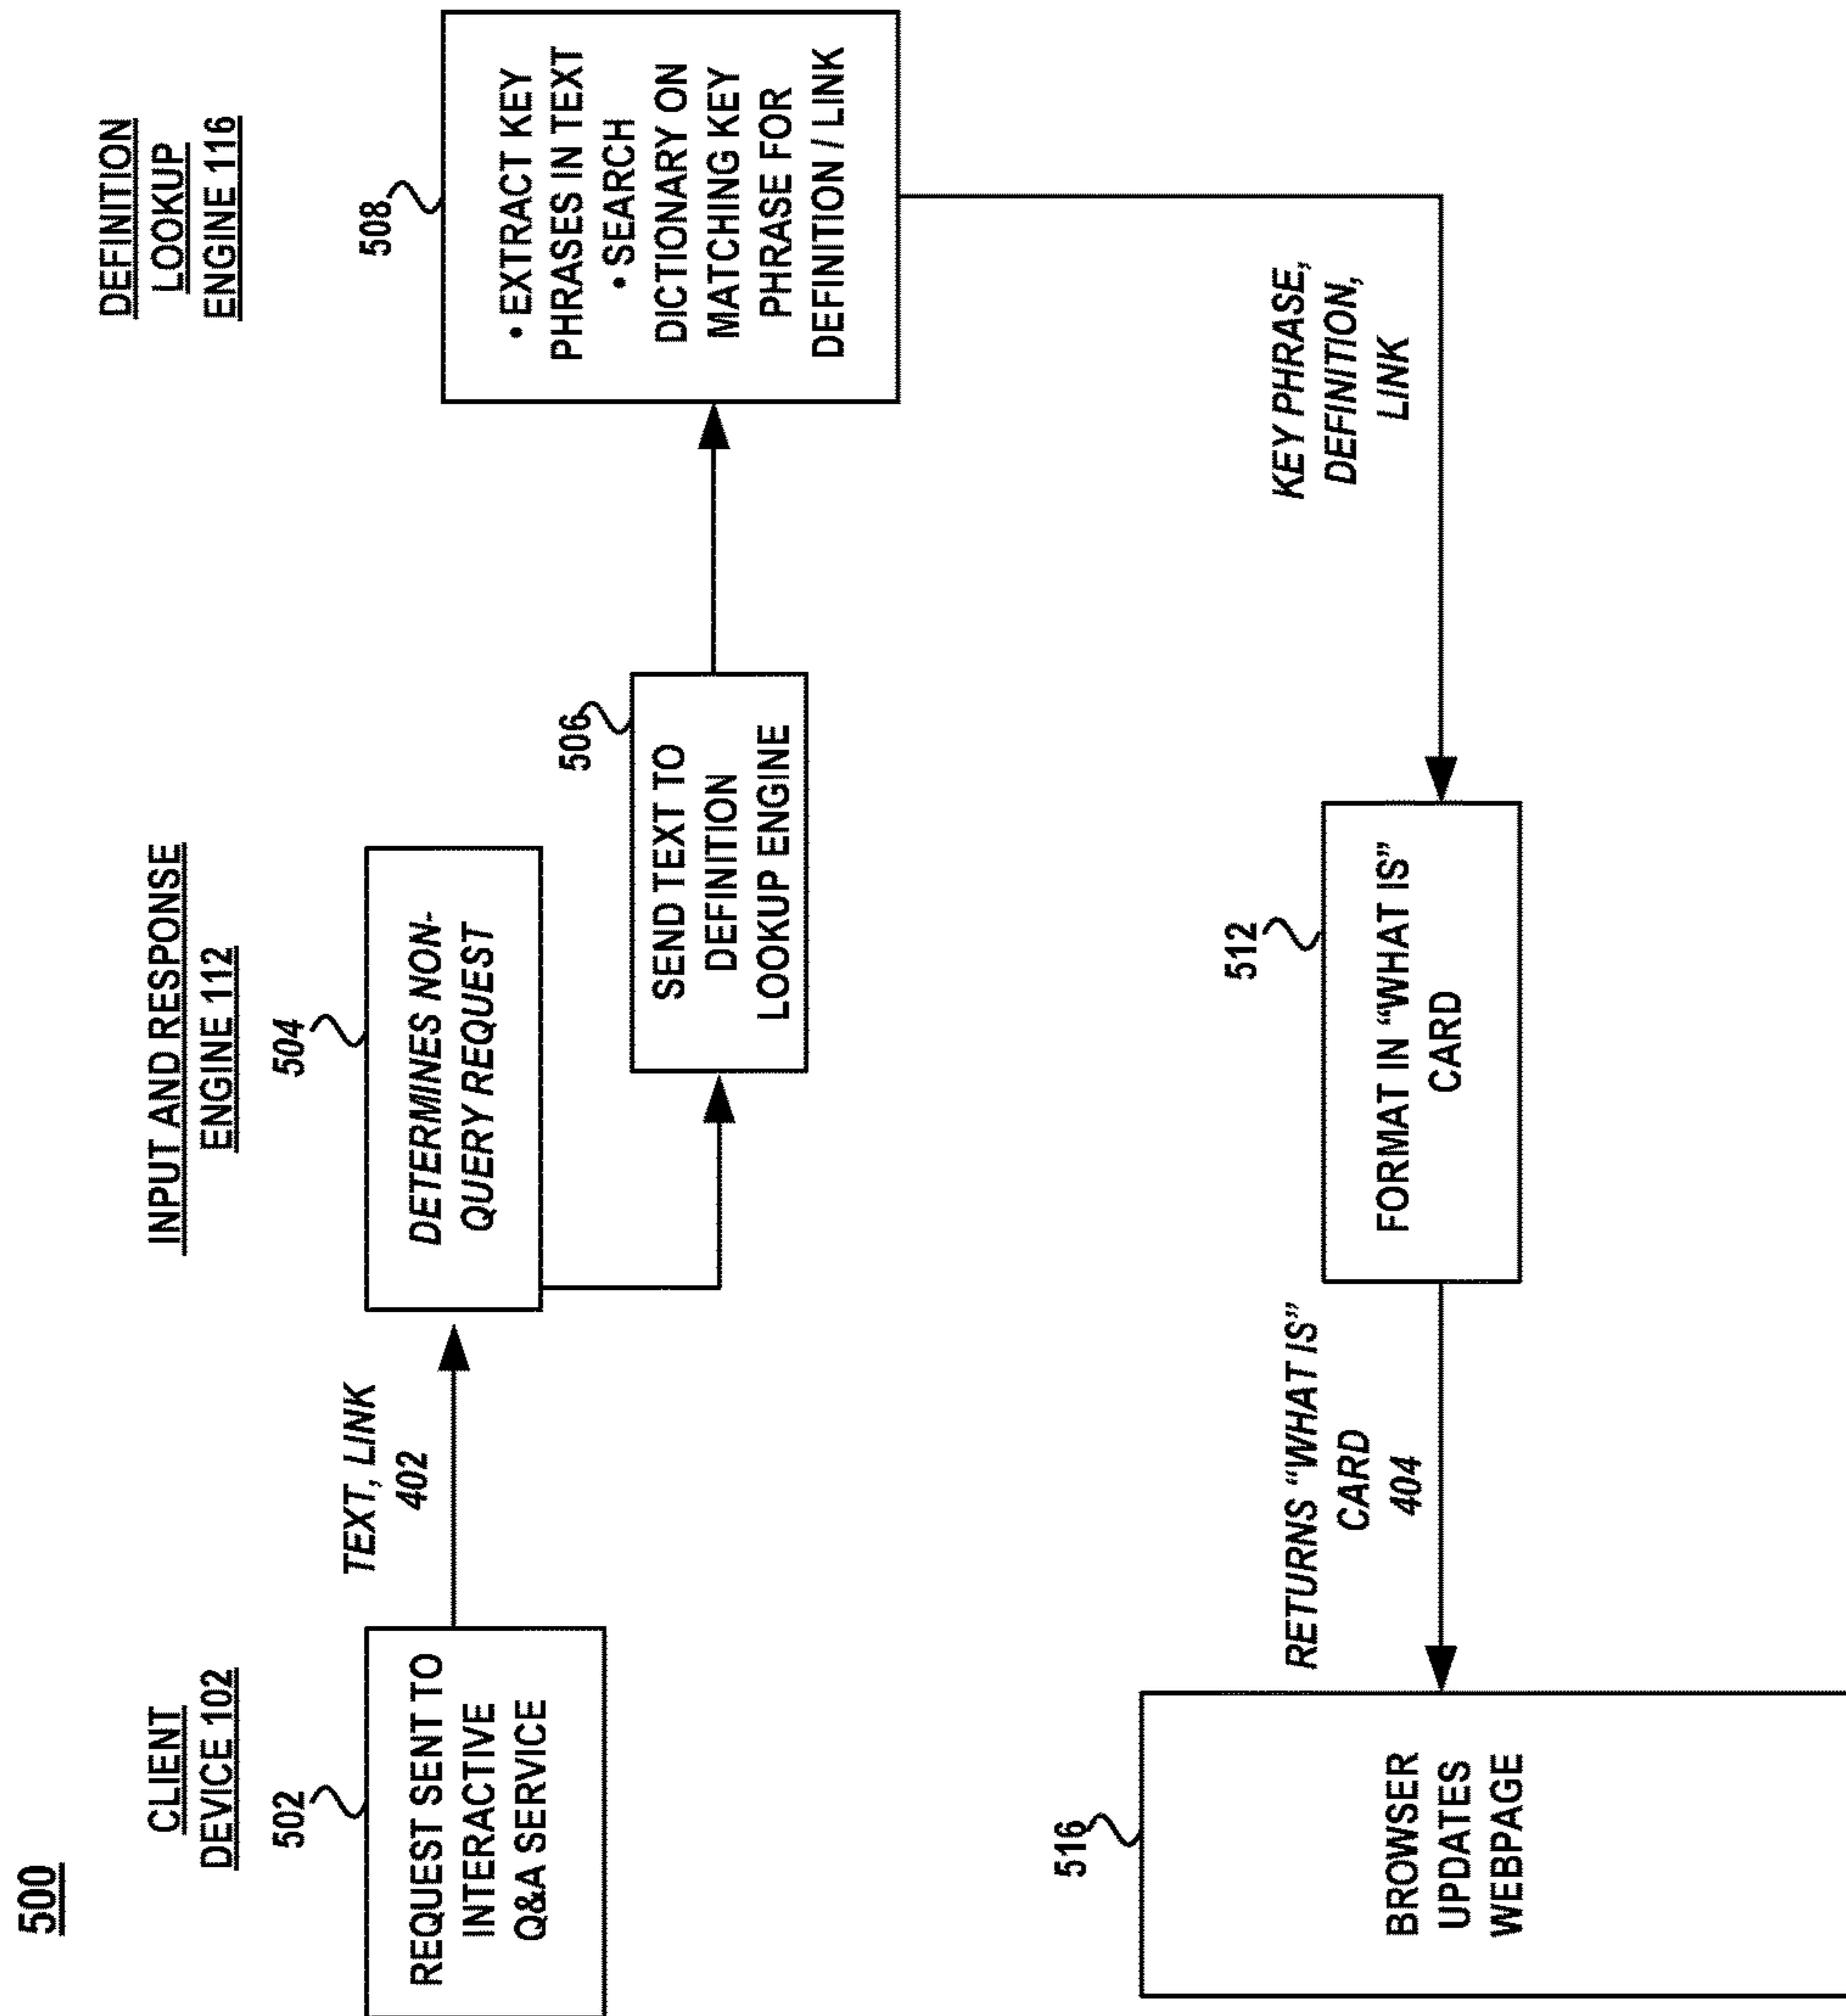 500
CLIENT
DEVICE 102
INPUT AND RESPONSE
ENGINE 112
DEFINITION
LOOKUP
ENGINE 116
502
REQUEST SENT TO
INTERACTIVE
Q&A SERVICE
TEXT, LINK
402
504
DETERMINES NON-
QUERY REQUEST
506
SEND TEXT TO
DEFINITION
LOOKUP ENGINE
508
• EXTRACT KEY
PHRASES IN TEXT
• SEARCH
DICTIONARY ON
MATCHING KEY
PHRASE FOR
DEFINITION / LINK
KEY PHRASE,
DEFINITION,
LINK
512
FORMAT IN “WHAT IS”
CARD
RETURNS “WHAT IS”
CARD
404
516
BROWSER
UPDATES
WEBPAGE